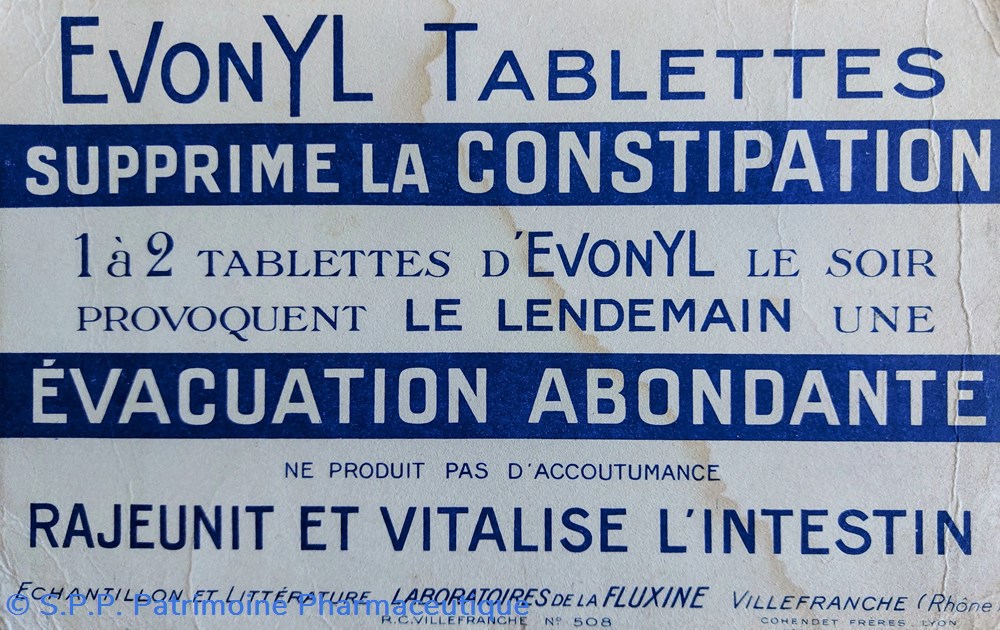 EVONYL TABLETTES
SUPPRIME LA CONSTIPATION
1 à 2 TABLETTES D'EVONYL LE SOIR
PROVOQUENT LE LENDEMAIN UNE
ÉVACUATION ABONDANTE
NE PRODUIT PAS D'ACCOUTUMANCE
RAJEUNIT ET VITALISE L'INTESTIN
ECHANTILLON ET LITTÉRATURE LABORATOIRES DE LA FLUXINE VILLEFRANCHE (Rhône)
© S.P.P. Patrimoine Pharmaceutique
R.C. VILLEFRANCHE Nº 508
COHENDET FRÈRES. LYON